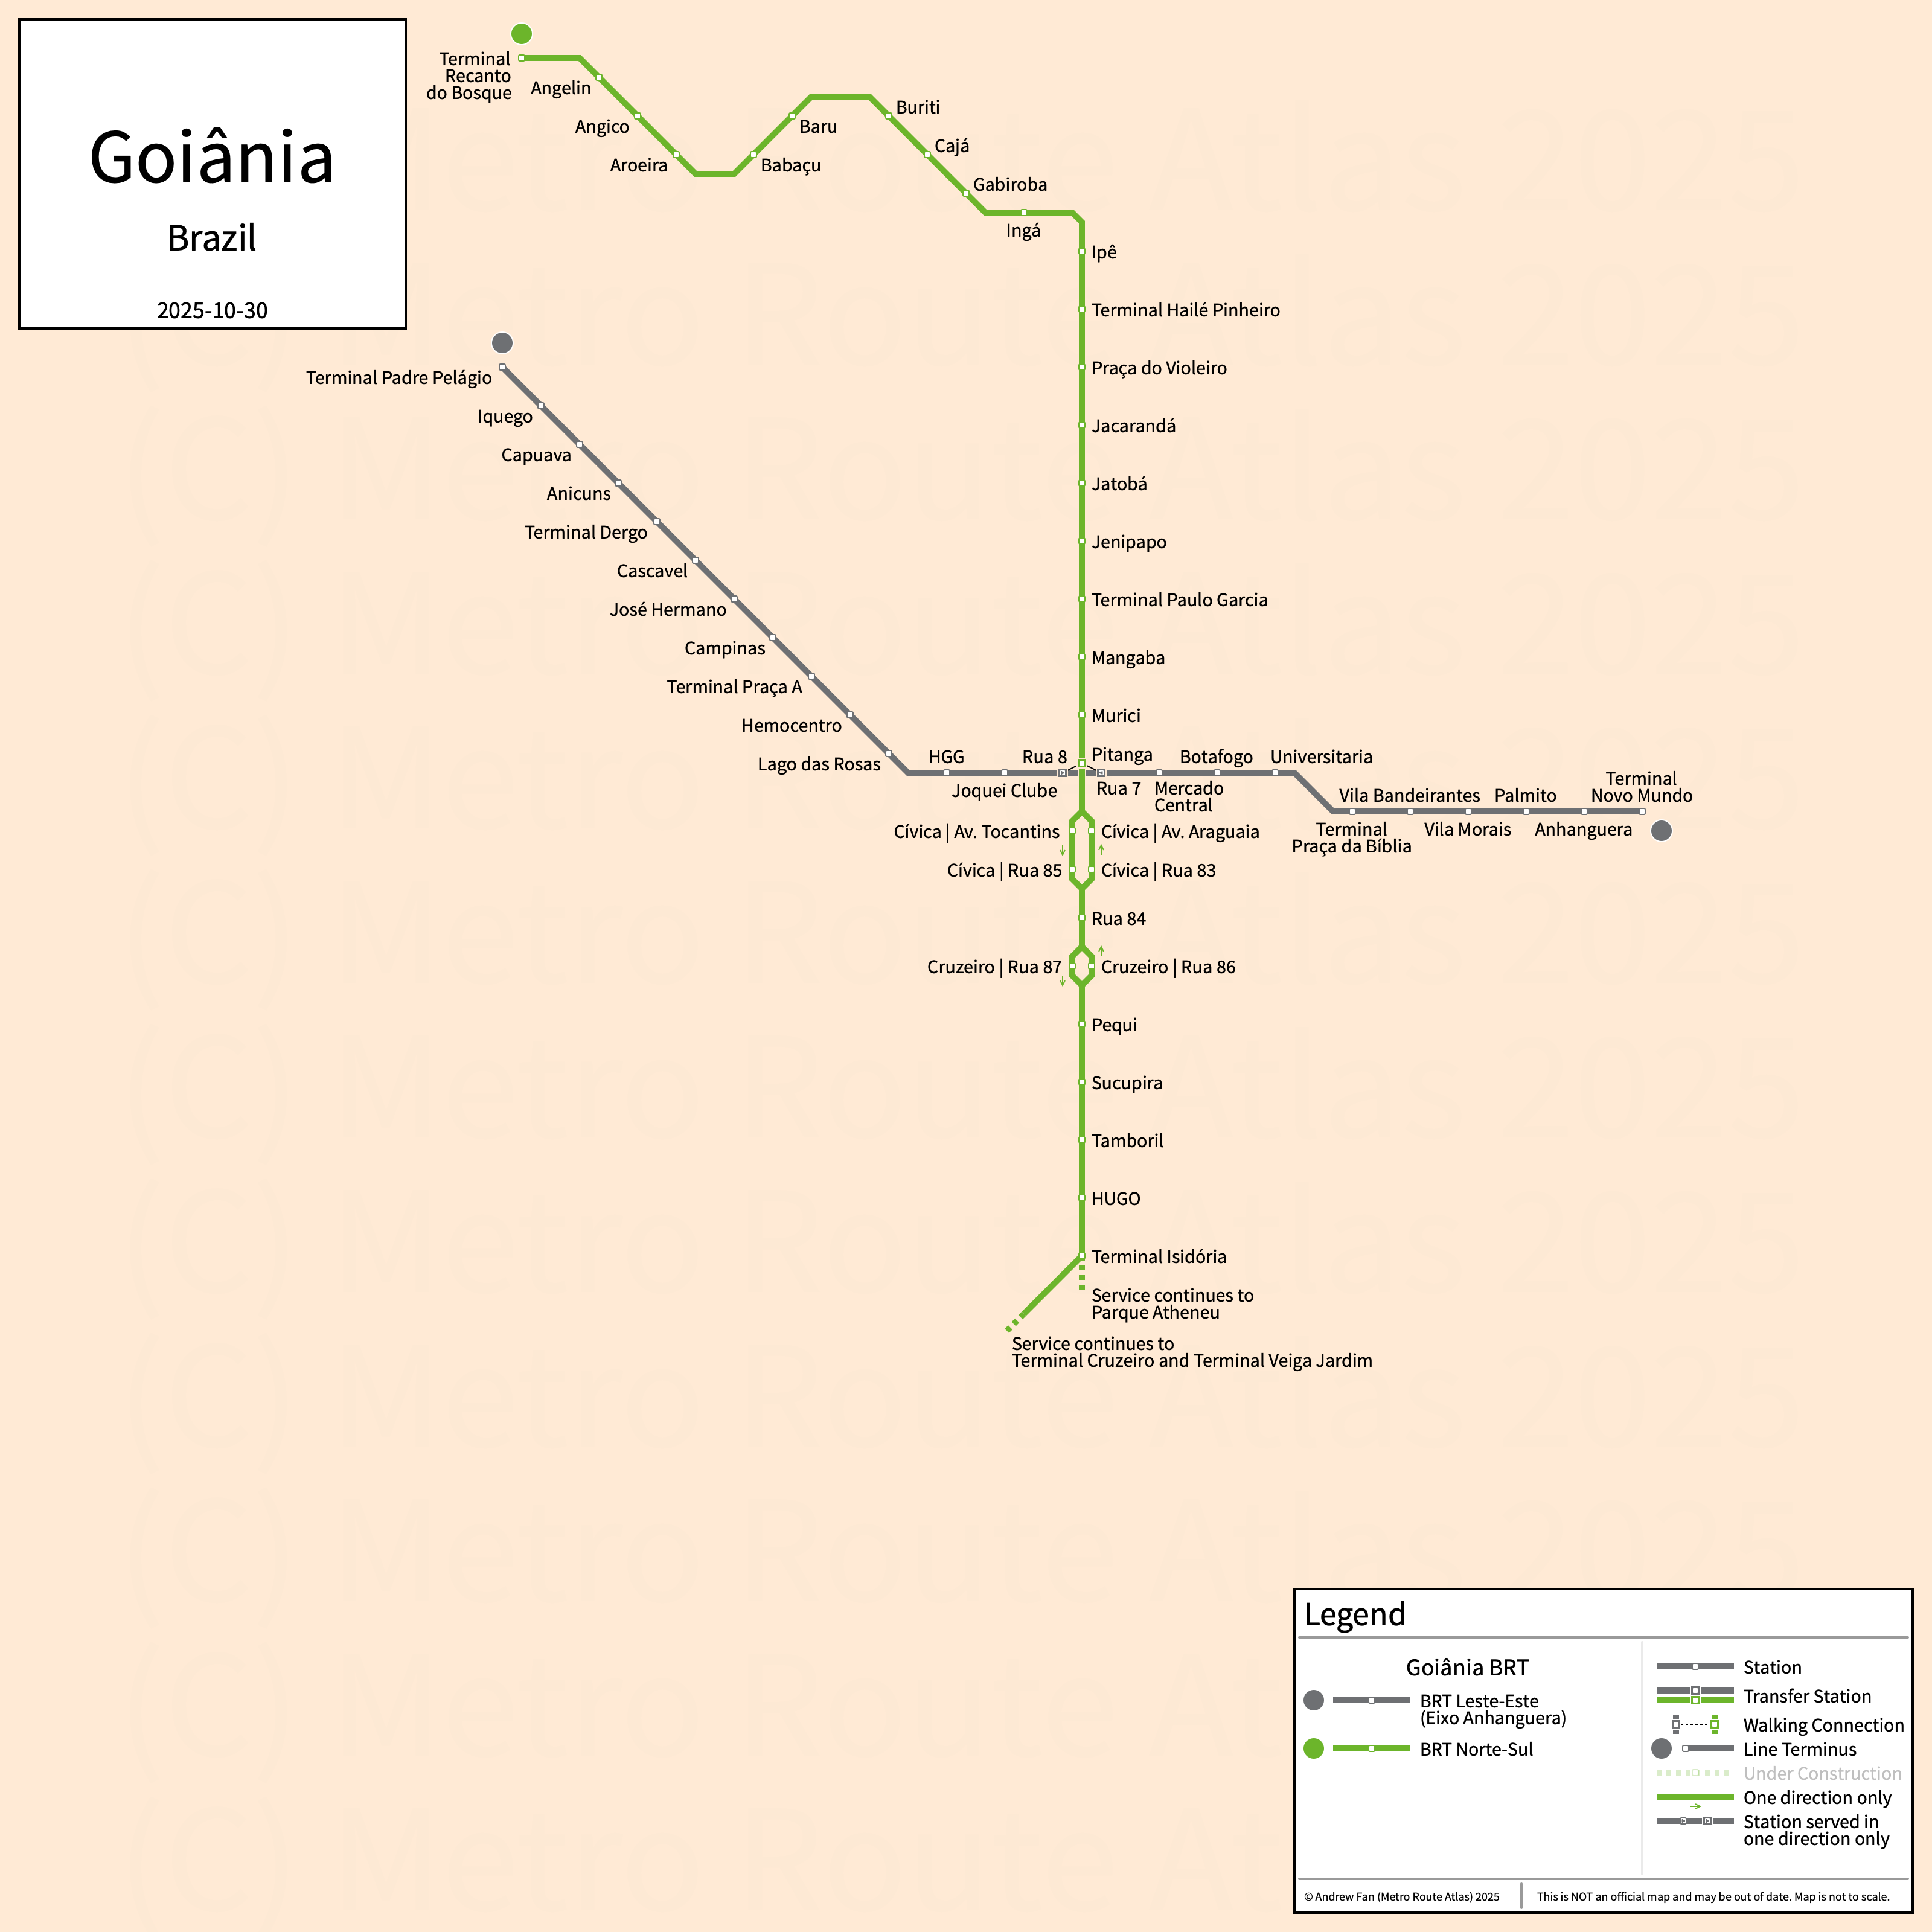 Goiânia
Brazil
2025-10-30
Terminal
Recanto
do Bosque
Angelin
Angico
Aroeira
Babaçu
Baru
Buriti
Cajá
Gabiroba
Ingá
Ipê
Terminal Hailé Pinheiro
Praça do Violeiro
Jacarandá
Jatobá
Jenipapo
Terminal Paulo Garcia
Mangaba
Murici
Pitanga
Terminal Padre Pelágio
Iquego
Capuava
Anicuns
Terminal Dergo
Cascavel
José Hermano
Campinas
Terminal Praça A
Hemocentro
Lago das Rosas
HGG
Joquei Clube
Rua 8
Rua 7
Mercado
Central
Botafogo
Universitaria
Terminal
Praça da Bíblia
Vila Bandeirantes
Vila Morais
Palmito
Anhanguera
Terminal
Novo Mundo
Cívica | Av. Tocantins
Cívica | Av. Araguaia
Cívica | Rua 85
Cívica | Rua 83
Rua 84
Cruzeiro | Rua 87
Cruzeiro | Rua 86
Pequi
Sucupira
Tamboril
HUGO
Terminal Isidória
Service continues to
Parque Atheneu
Service continues to
Terminal Cruzeiro and Terminal Veiga Jardim
Legend
Goiânia BRT
BRT Leste-Este
(Eixo Anhanguera)
BRT Norte-Sul
Station
Transfer Station
Walking Connection
Line Terminus
Under Construction
One direction only
Station served in
one direction only
© Andrew Fan (Metro Route Atlas) 2025
This is NOT an official map and may be out of date. Map is not to scale.
(C) Metro Route Atlas 2025